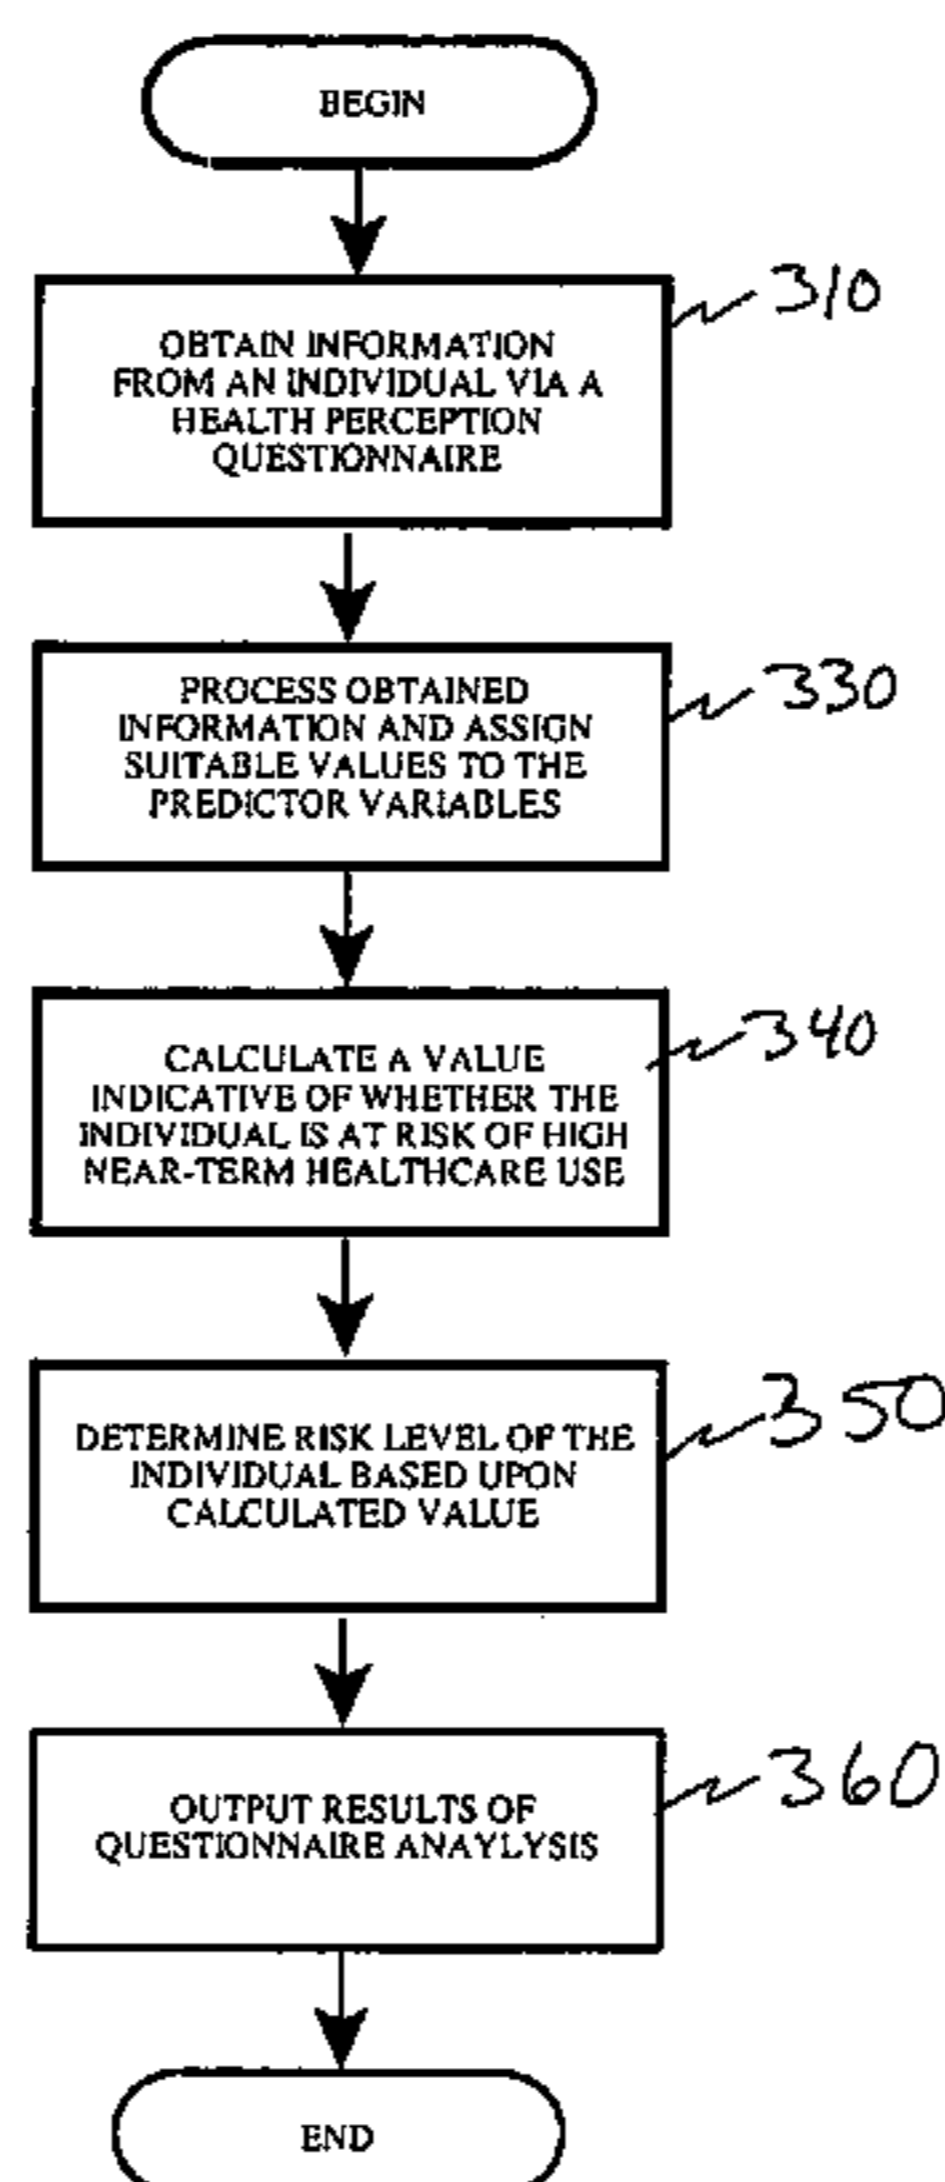 BEGIN
310
OBTAIN INFORMATION
FROM AN INDIVIDUAL VIA A
HEALTH PERCEPTION
QUESTIONNAIRE
330
PROCESS OBTAINED
INFORMATION AND ASSIGN
SUITABLE VALUES TO THE
PREDICTOR VARIABLES
340
CALCULATE A VALUE
INDICATIVE OF WHETHER THE
INDIVIDUAL IS AT RISK OF HIGH
NEAR-TERM HEALTHCARE USE
350
DETERMINE RISK LEVEL OF THE
INDIVIDUAL BASED UPON
CALCULATED VALUE
360
OUTPUT RESULTS OF
QUESTIONNAIRE ANAYLYSIS
END